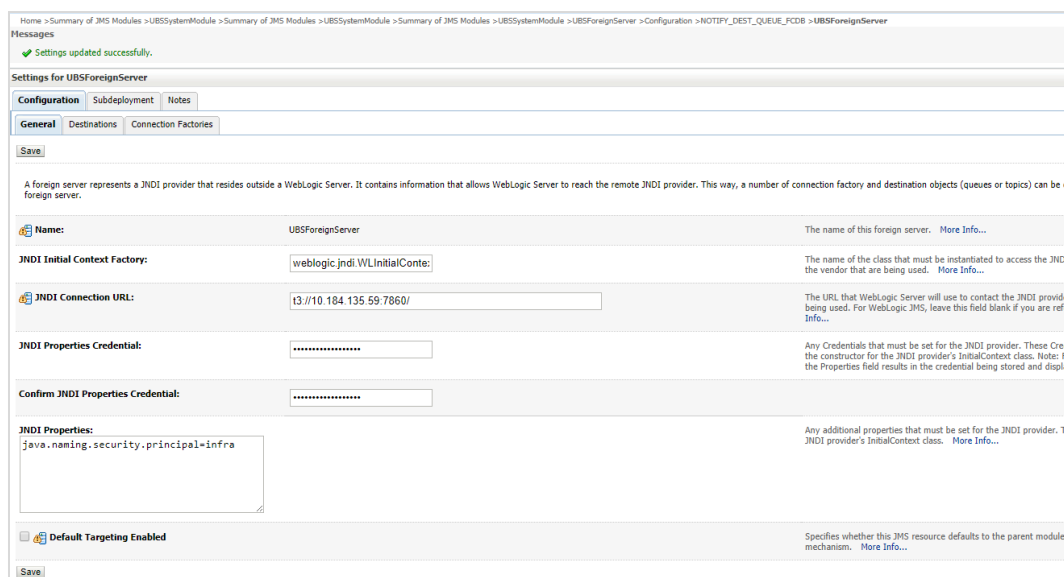 Home >Summary of JMS Modules >UBSSystemModule >Summary of JMS Modules >UBSSystemModule >Summary of JMS Modules >UBSSystemModule >UBSForeignServer >Configuration >NOTIFY_DEST_QUEUE_FCDB >UBSForeignServer
Messages
Settings updated successfully.
Settings for UBSForeignServer
Configuration Subdeployment Notes
General Destinations Connection Factories
Save
A foreign server represents a JNDI provider that resides outside a WebLogic Server. It contains information that allows WebLogic Server to reach the remote JNDI provider. This way, a number of connection factory and destination objects (queues or topics) can be
foreign server.
Name: UBSForeignServer The name of this foreign server. More Info...
JNDI Initial Context Factory: weblogic.jndi.WLInitialConte The name of the class that must be instantiated to access the JND
the vendor that are being used. More Info...
JNDI Connection URL: t3://10.184.135.59:7860/ The URL that WebLogic Server will use to contact the JNDI provid
being used. For WebLogic JMS, leave this field blank if you are ref
Info...
JNDI Properties Credential: •••••••••••••••••• Any Credentials that must be set for the JNDI provider. These Cre
the constructor for the JNDI provider's InitialContext class. Note:
the Properties field results in the credential being stored and displ
Confirm JNDI Properties Credential: ••••••••••••••••••
JNDI Properties: Any additional properties that must be set for the JNDI provider.
java.naming.security.principal=infra JNDI provider's InitialContext class. More Info...
Default Targeting Enabled Specifies whether this JMS resource defaults to the parent module
mechanism. More Info...
Save